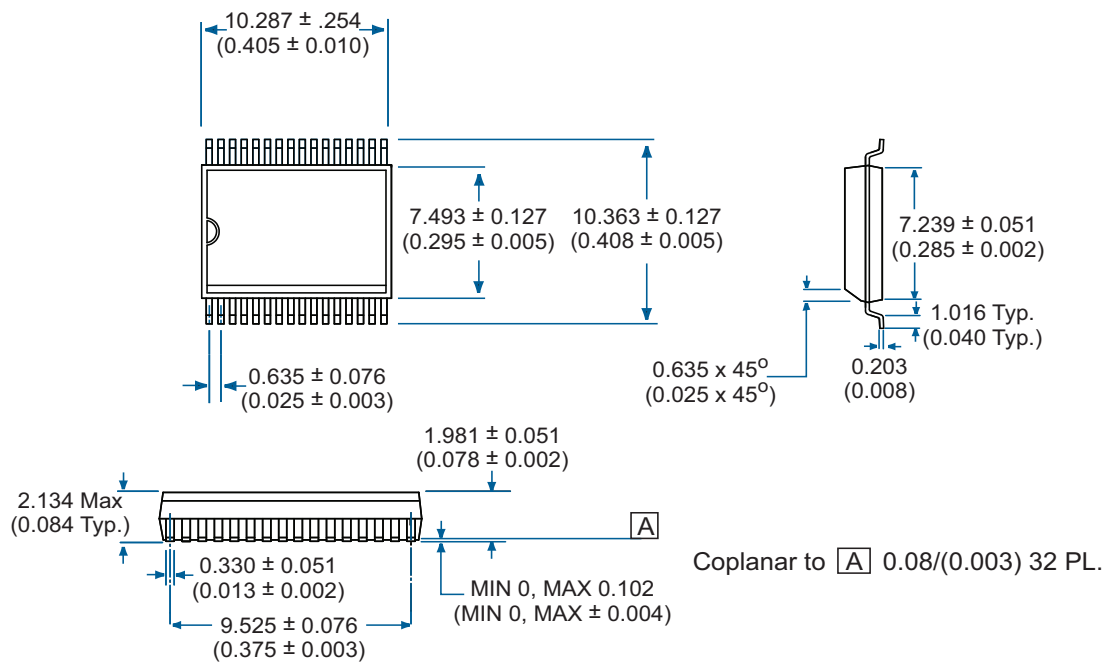 10.287 ± .254
(0.405 ± 0.010)
7.493 ± 0.127
(0.295 ± 0.005)
10.363 ± 0.127
(0.408 ± 0.005)
7.239 ± 0.051
(0.285 ± 0.002)
1.016 Typ.
(0.040 Typ.)
0.635 x 45o
(0.025 x 45o)
0.203
(0.008)
0.635 ± 0.076
(0.025 ± 0.003)
1.981 ± 0.051
(0.078 ± 0.002)
2.134 Max
(0.084 Typ.)
A
Coplanar to A 0.08/(0.003) 32 PL.
0.330 ± 0.051
(0.013 ± 0.002)
MIN 0, MAX 0.102
(MIN 0, MAX ± 0.004)
9.525 ± 0.076
(0.375 ± 0.003)